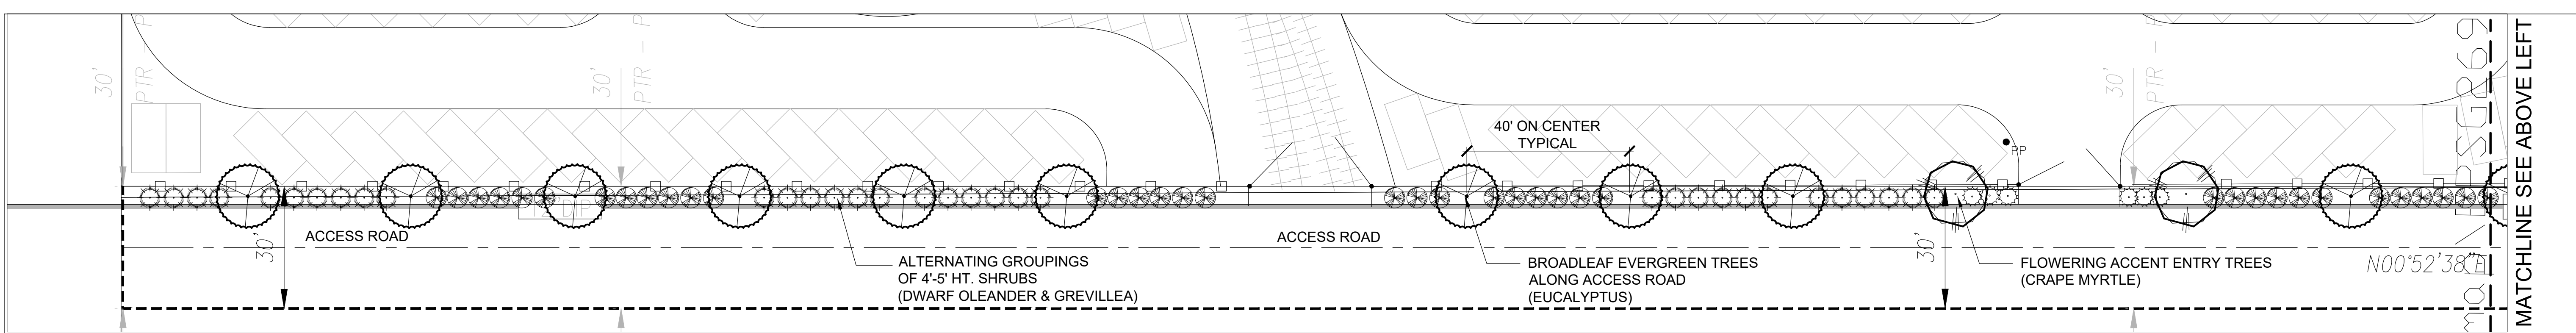 30'
PTR - P
30'
PTR - P
30'
PTR - P
40' ON CENTER
TYPICAL
PP
ACCESS ROAD
ACCESS ROAD
30'
30'
ALTERNATING GROUPINGS
OF 4'-5' HT. SHRUBS
(DWARF OLEANDER & GREVILLEA)
BROADLEAF EVERGREEN TREES
ALONG ACCESS ROAD
(EUCALYPTUS)
FLOWERING ACCENT ENTRY TREES
(CRAPE MYRTLE)
N00°52'38"E
MATCHLINE SEE ABOVE LEFT